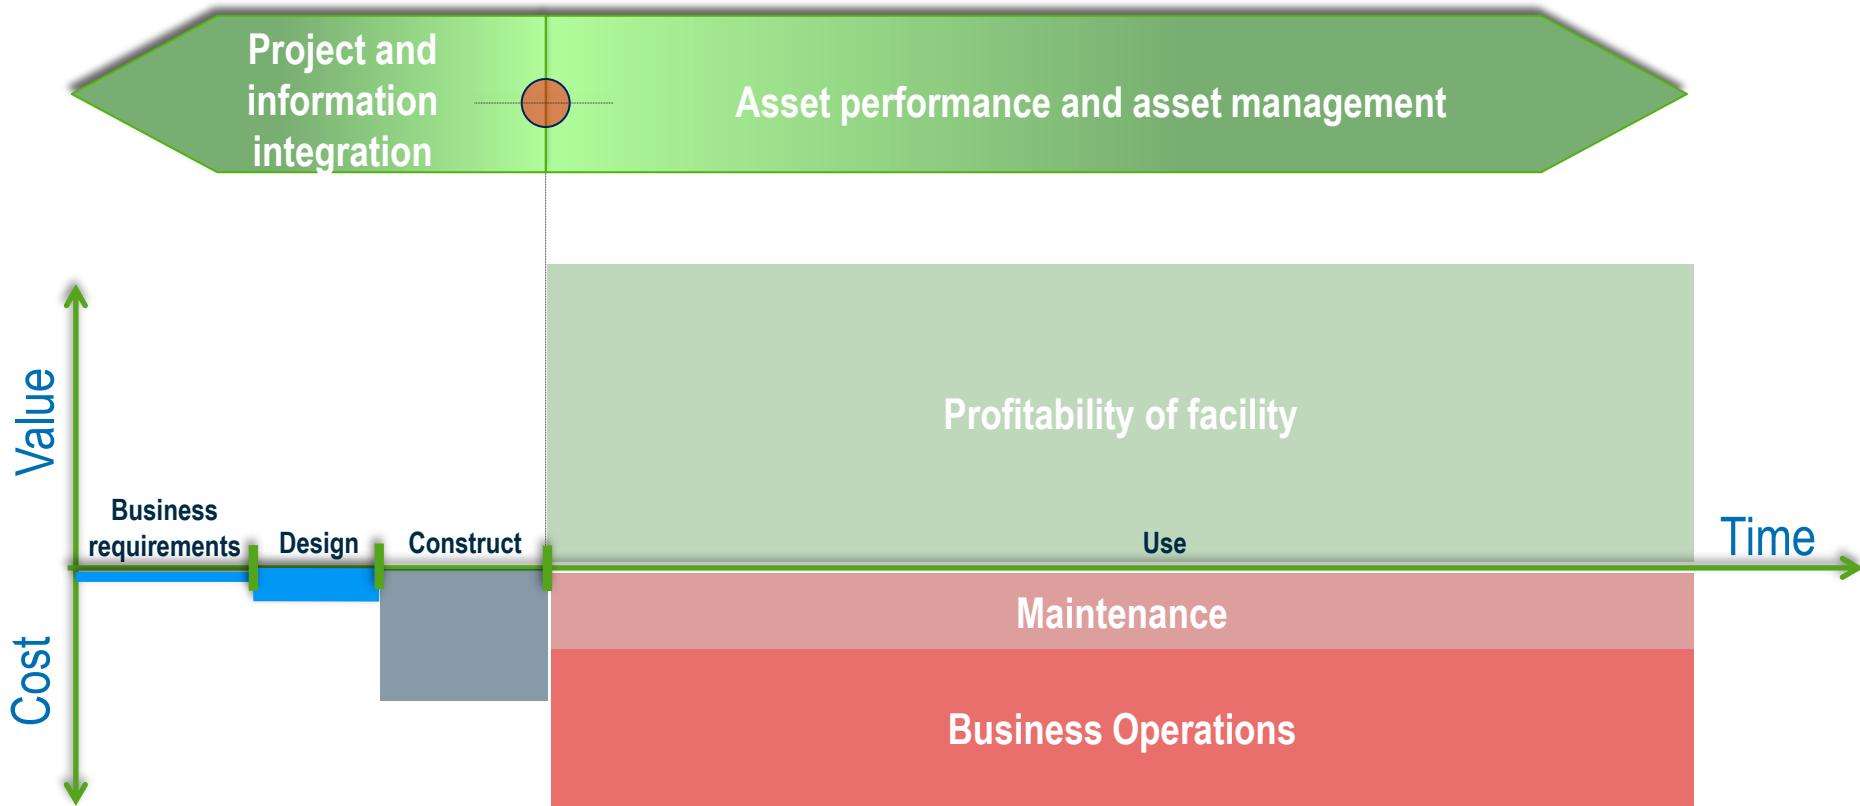 Project and
information
integration
Asset performance and asset management
Value
Profitability of facility
Business
requirements
Design
Construct
Use
Time
Cost
Maintenance
Business Operations